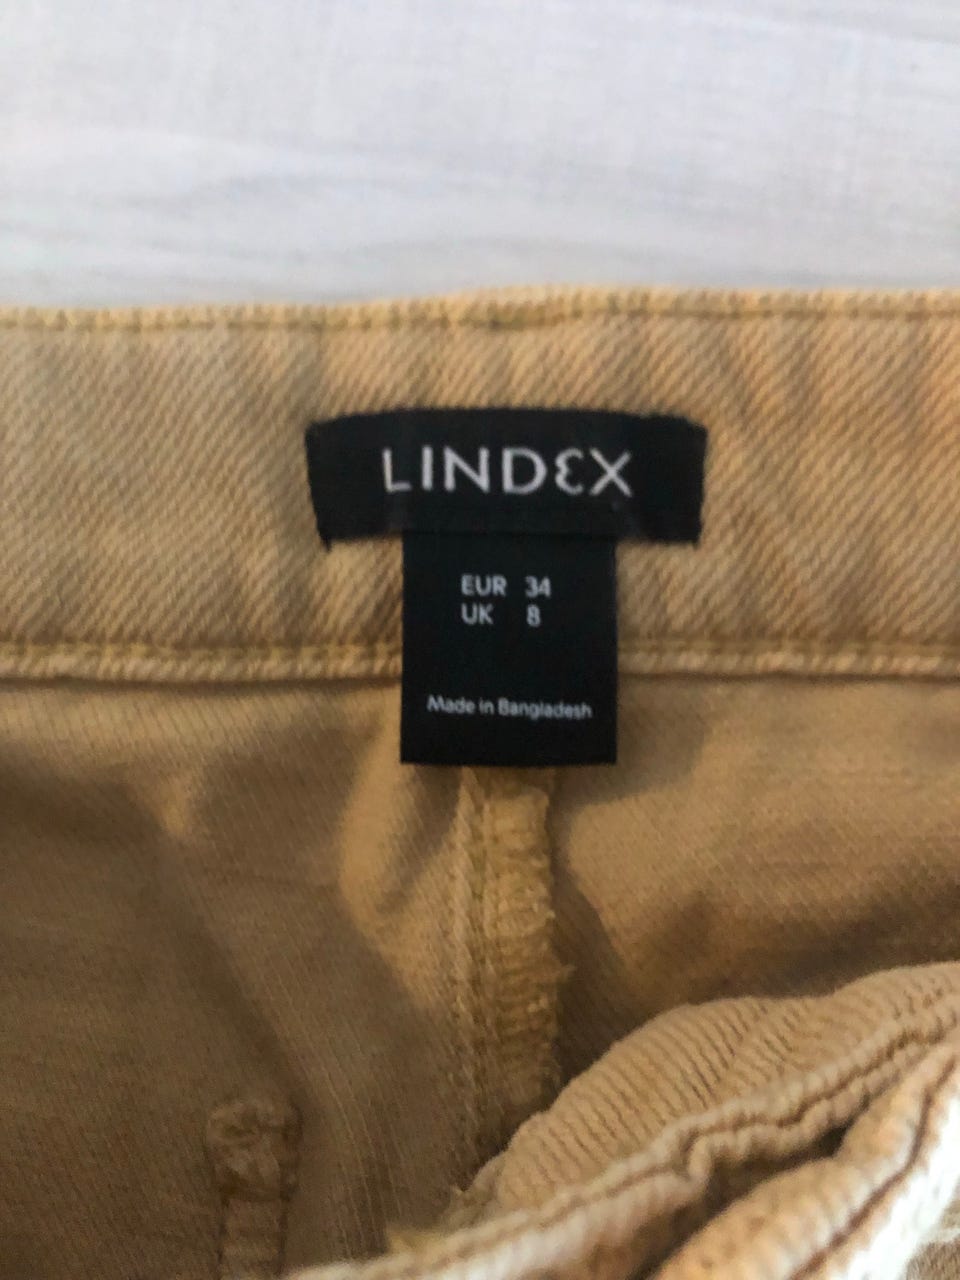 LINDEX
EUR 34
UK 8
Made in Bangladesh